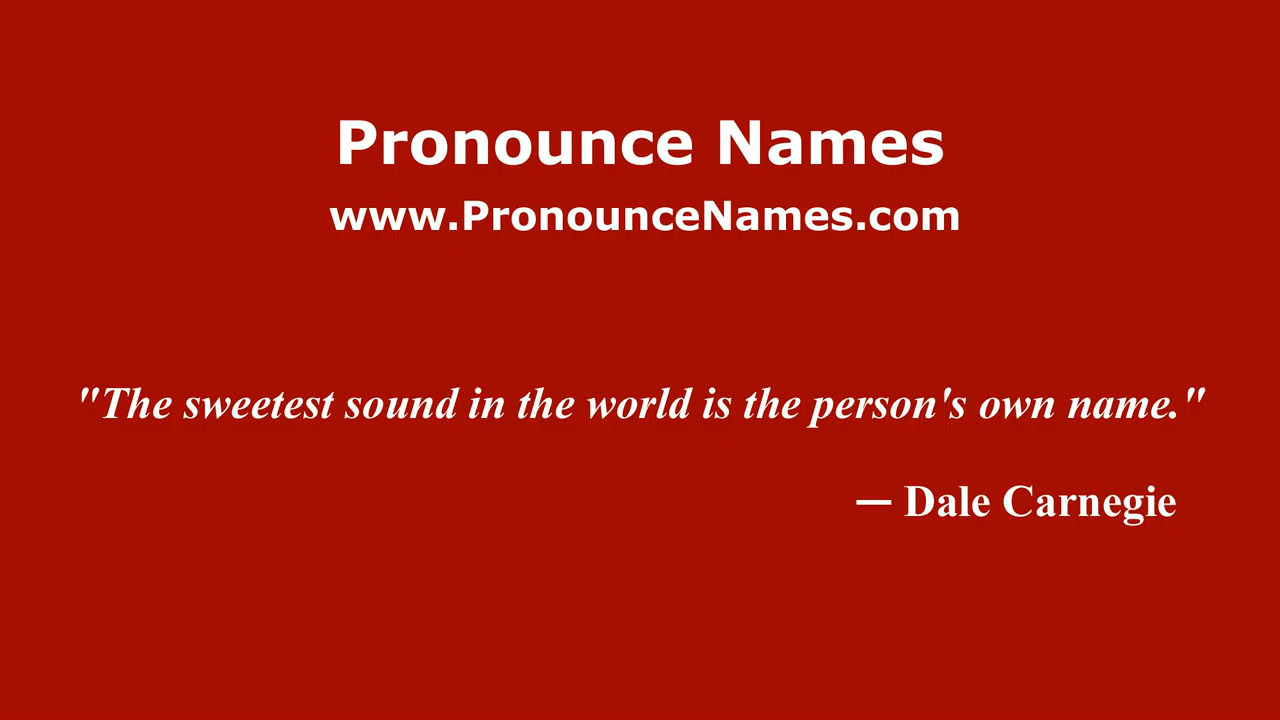 Pronounce Names
www.PronounceNames.com
"The sweetest sound in the world is the person's own name."
— Dale Carnegie